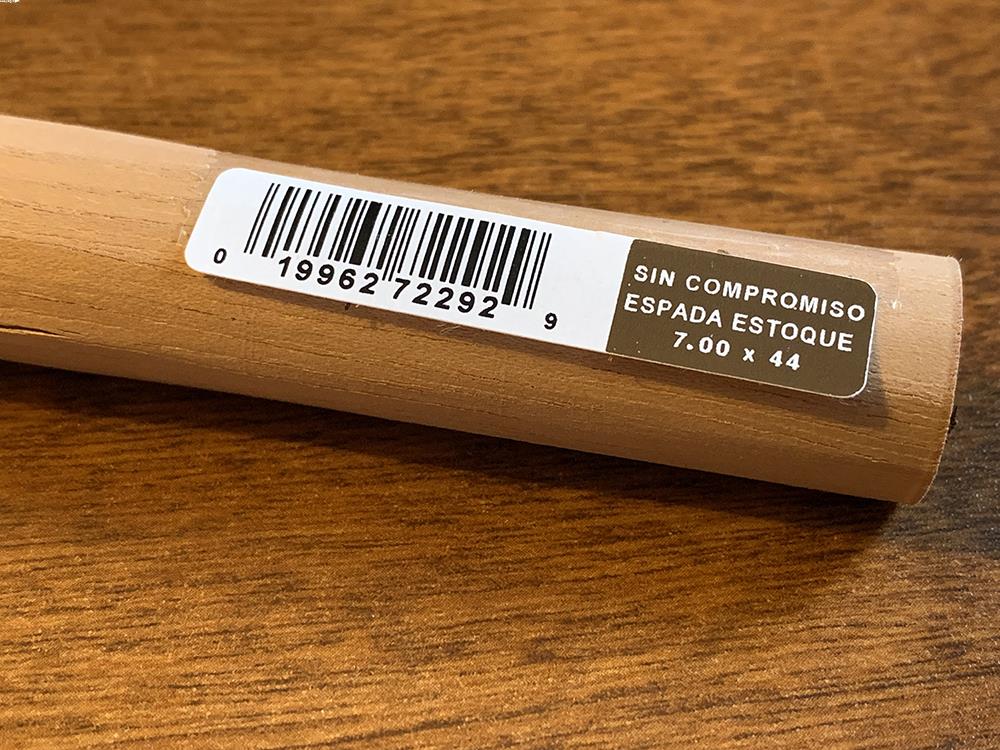 0 19962 72292 9
SIN COMPROMISO
ESPADA ESTOQUE
7.00 x 44